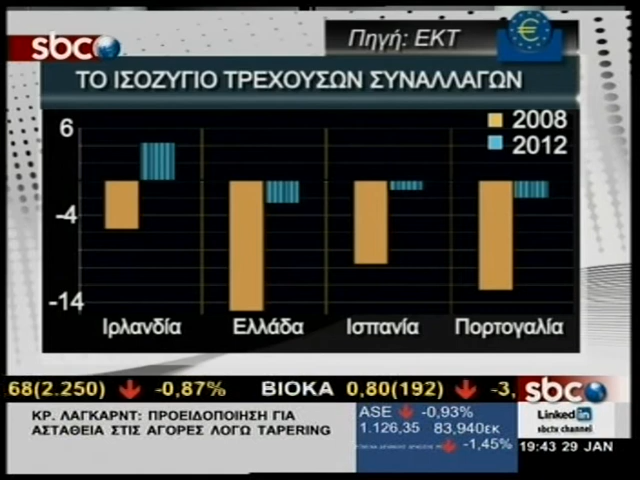 sbc
Πηγή: ΕΚΤ
€
ΤΟ ΙΣΟΖΥΓΙΟ ΤΡΕΧΟΥΣΩΝ ΣΥΝΑΛΛΑΓΩΝ
6
2008
2012
-4
-14
Ιρλανδία Ελλάδα Ισπανία Πορτογαλία
.68(2.250) -0,87% ΒΙΟΚΑ 0,80(192) -3,
sbc
ΚΡ. ΛΑΓΚΑΡΝΤ: ΠΡΟΕΙΔΟΠΟΙΗΣΗ ΓΙΑ
ΑΣΤΑΘΕΙΑ ΣΤΙΣ ΑΓΟΡΕΣ ΛΟΓΩ TAPERING
ASE -0,93%
1.126,35 83,940εκ
-1,45%
Linked in
sbctv channel
19:43 29 JAN